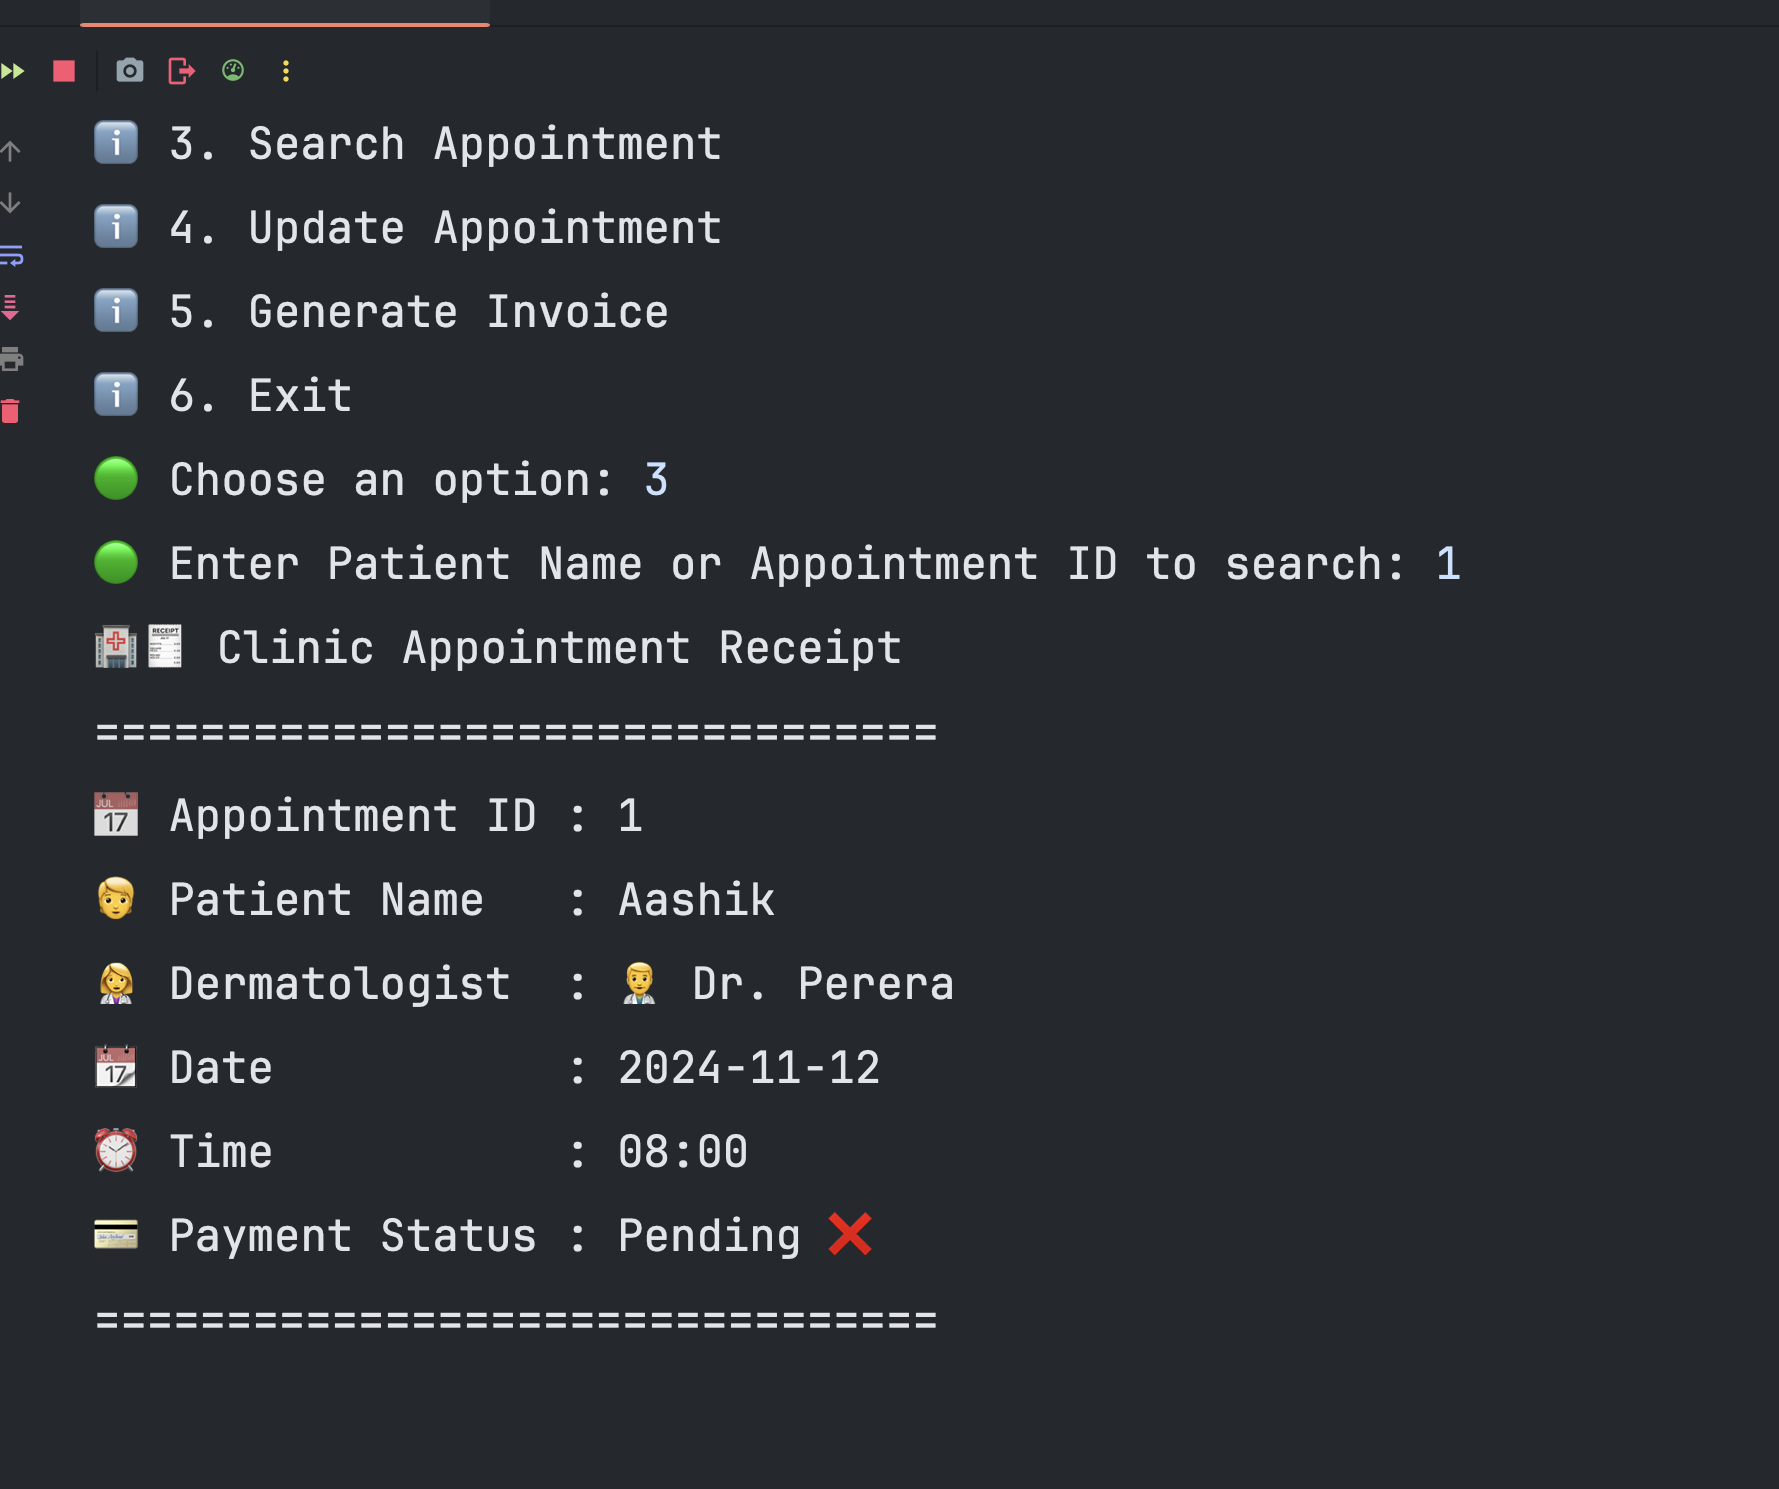 3. Search Appointment
4. Update Appointment
5. Generate Invoice
6. Exit
Choose an option: 3
Enter Patient Name or Appointment ID to search: 1
Clinic Appointment Receipt
================================
Appointment ID : 1
Patient Name : Aashik
Dermatologist : Dr. Perera
Date : 2024-11-12
Time : 08:00
Payment Status : Pending ❌
================================